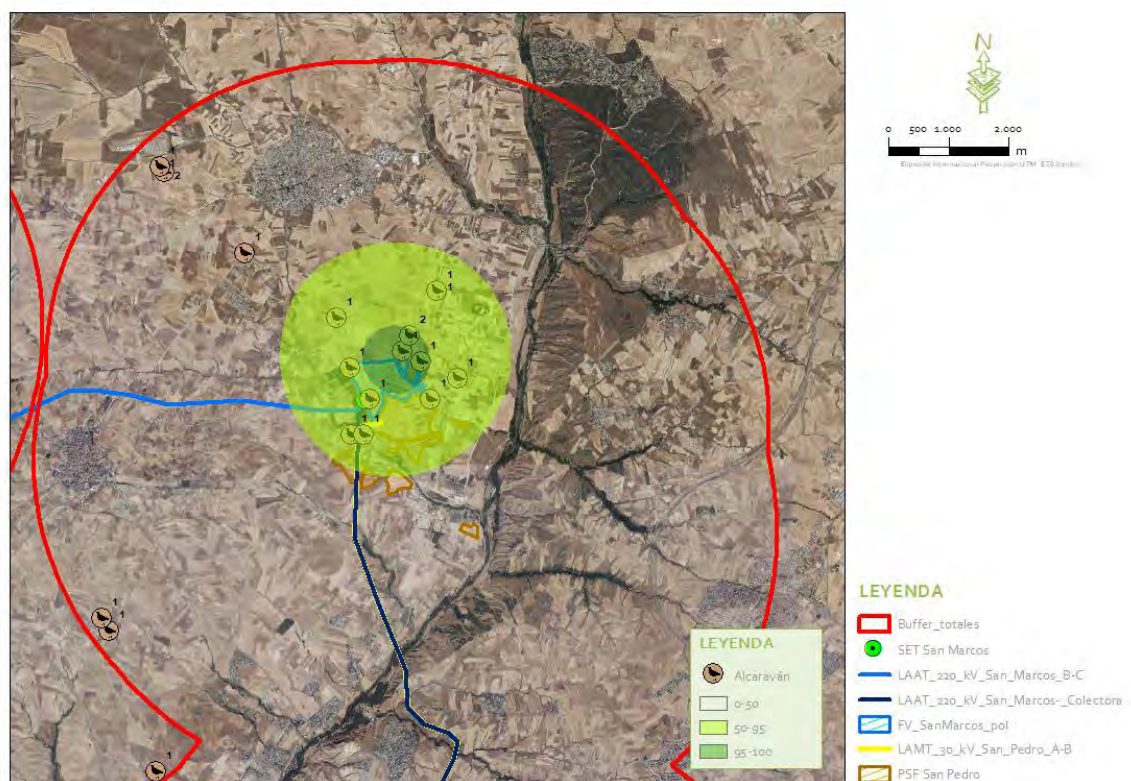 N
0 500 1.000 2.000
m
1
2
1
1
1
1
2
1
1
1
1
1
1
1
1
1
1
LEYENDA
Alcaraván
0-50
50-95
95-100
LEYENDA
Buffer_totales
SET San Marcos
LAAT_220_kV_San_Marcos_B-C
LAAT_220_kV_San_Marcos-_Colectora
FV_SanMarcos_pol
LAMT_30_kV_San_Pedro_A-B
PSF San Pedro